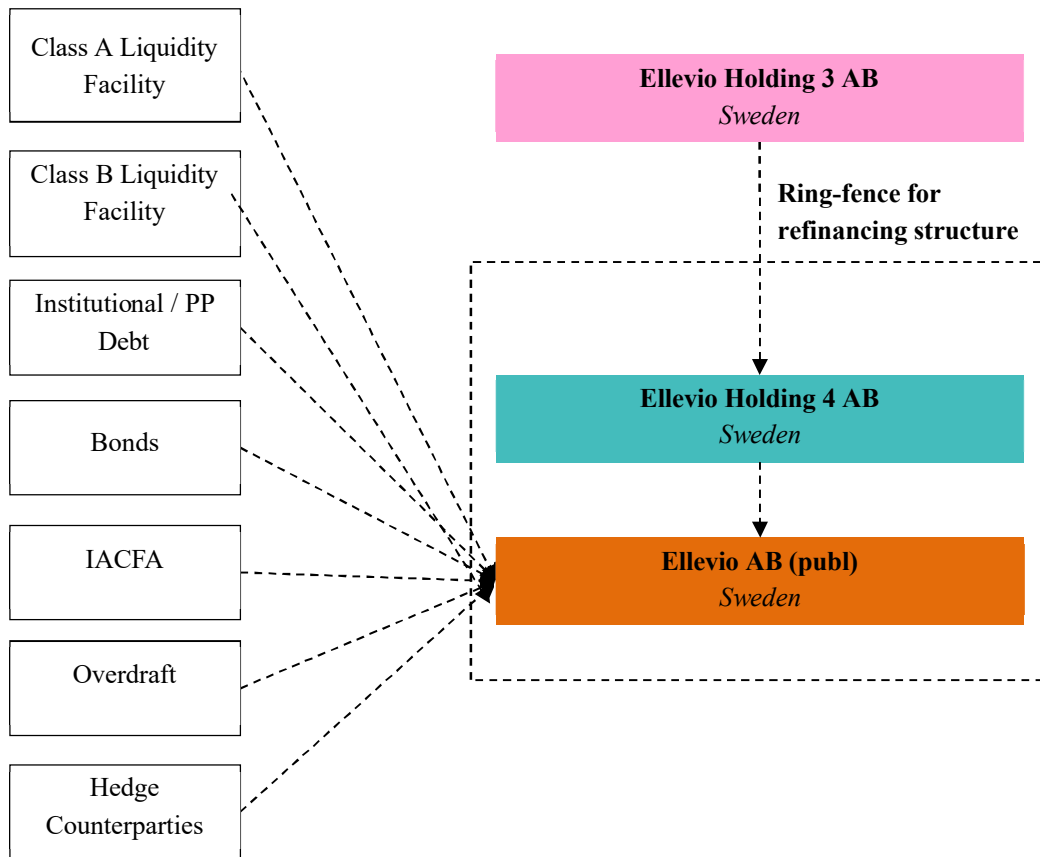 Class A Liquidity
Facility
Class B Liquidity
Facility
Institutional / PP
Debt
Bonds
IACFA
Overdraft
Hedge
Counterparties
Ellevio Holding 3 AB
Sweden
Ring-fence for
refinancing structure
Ellevio Holding 4 AB
Sweden
Ellevio AB (publ)
Sweden